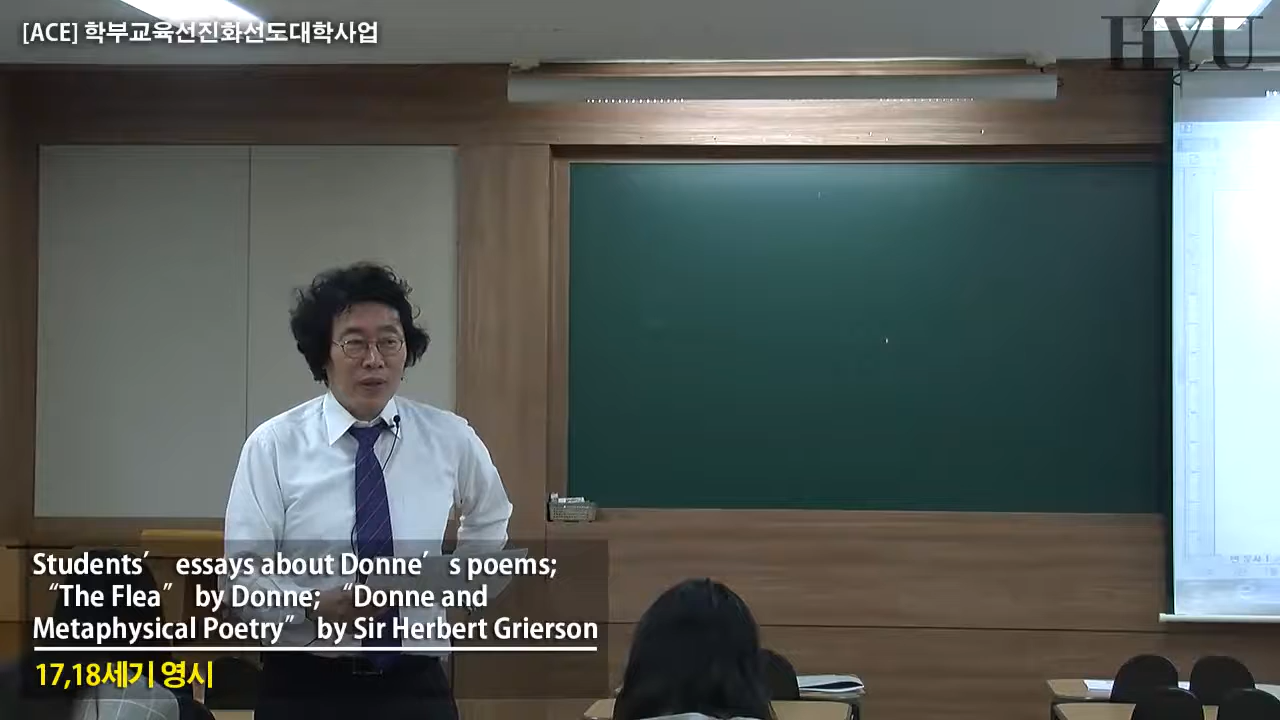 [ACE] 학부교육선진화선도대학사업
HYU
Students′ essays about Donne′s poems;
“The Flea” by Donne; “Donne and
Metaphysical Poetry” by Sir Herbert Grierson
17,18세기 영시